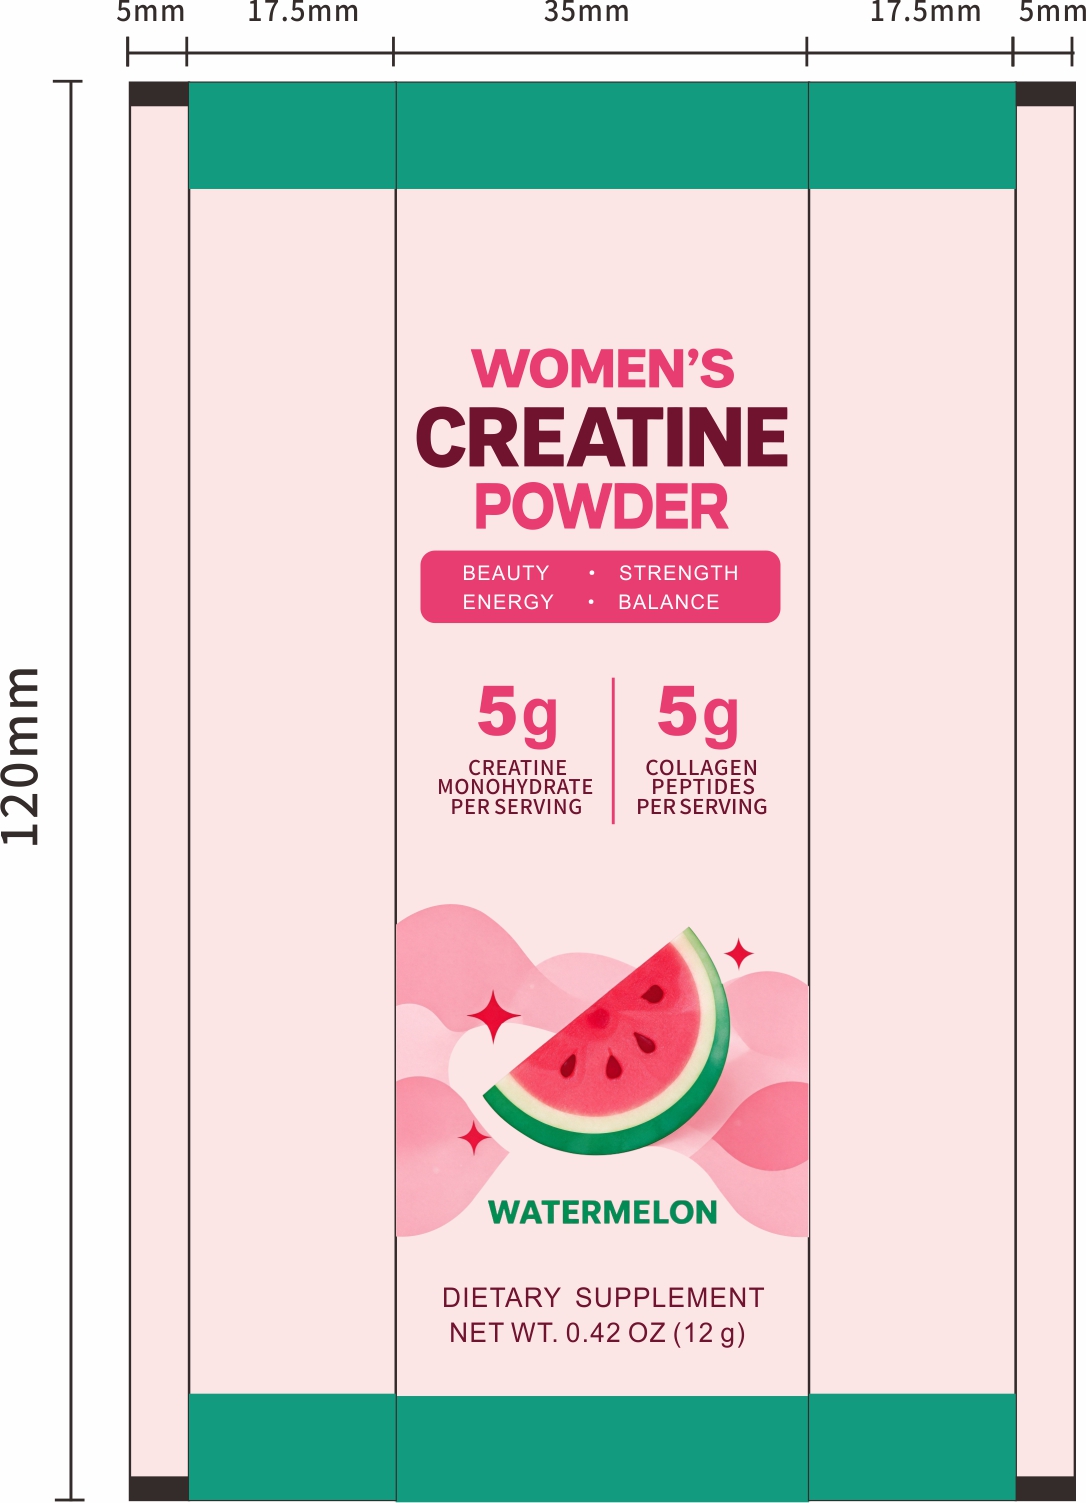 5mm 17.5mm 35mm 17.5mm 5mm
120mm
WOMEN’S
CREATINE
POWDER
BEAUTY • STRENGTH
ENERGY • BALANCE
5g
CREATINE
MONOHYDRATE
PER SERVING
5g
COLLAGEN
PEPTIDES
PER SERVING
WATERMELON
DIETARY SUPPLEMENT
NET WT. 0.42 OZ (12 g)